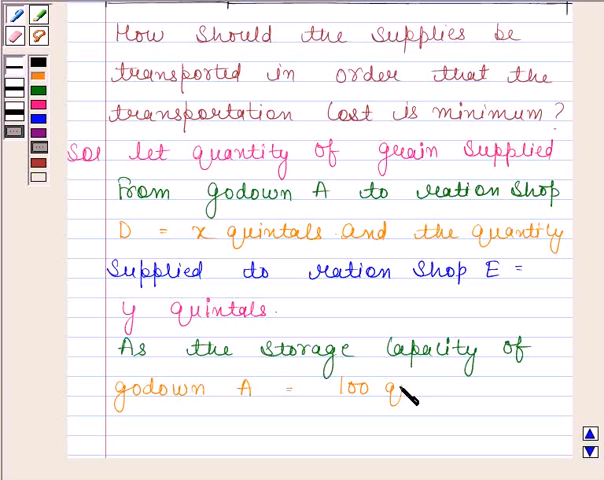 How should the supplies be
transported in order that the
transportation cost is minimum?
Sol let quantity of grain supplied
From godown A to ration shop
D = x quintals and the quantity
supplied to ration shop E =
y quintals.
As the storage capacity of
godown A = 100 q